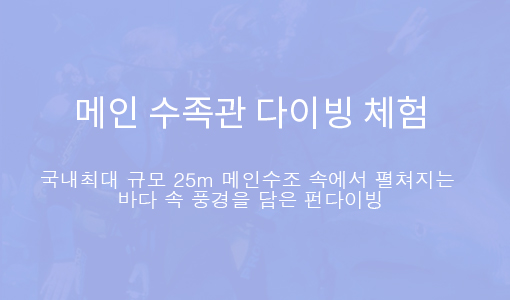 메인 수족관 다이빙 체험
국내최대 규모 25m 메인수조 속에서 펼쳐지는
바다 속 풍경을 담은 펀다이빙